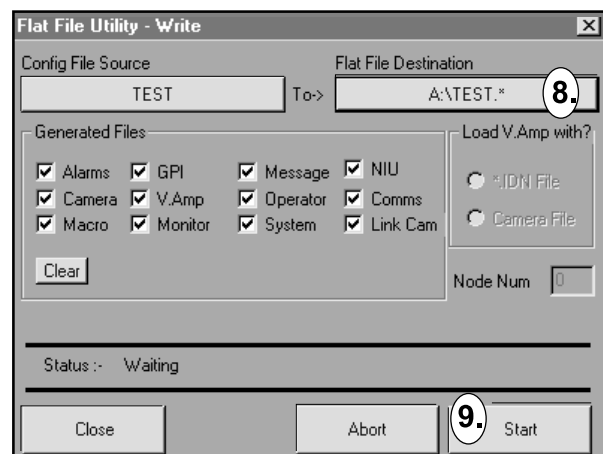 Flat File Utility - Write
Config File Source
Flat File Destination
TEST
To->
A:\TEST.*
8.
Generated Files
Load V.Amp with?
Alarms GPI Message NIU
Camera V.Amp Operator Comms
Macro Monitor System Link Cam
*.IDN File
Camera File
Clear
Node Num 0
Status :- Waiting
Close
Abort
9.
Start